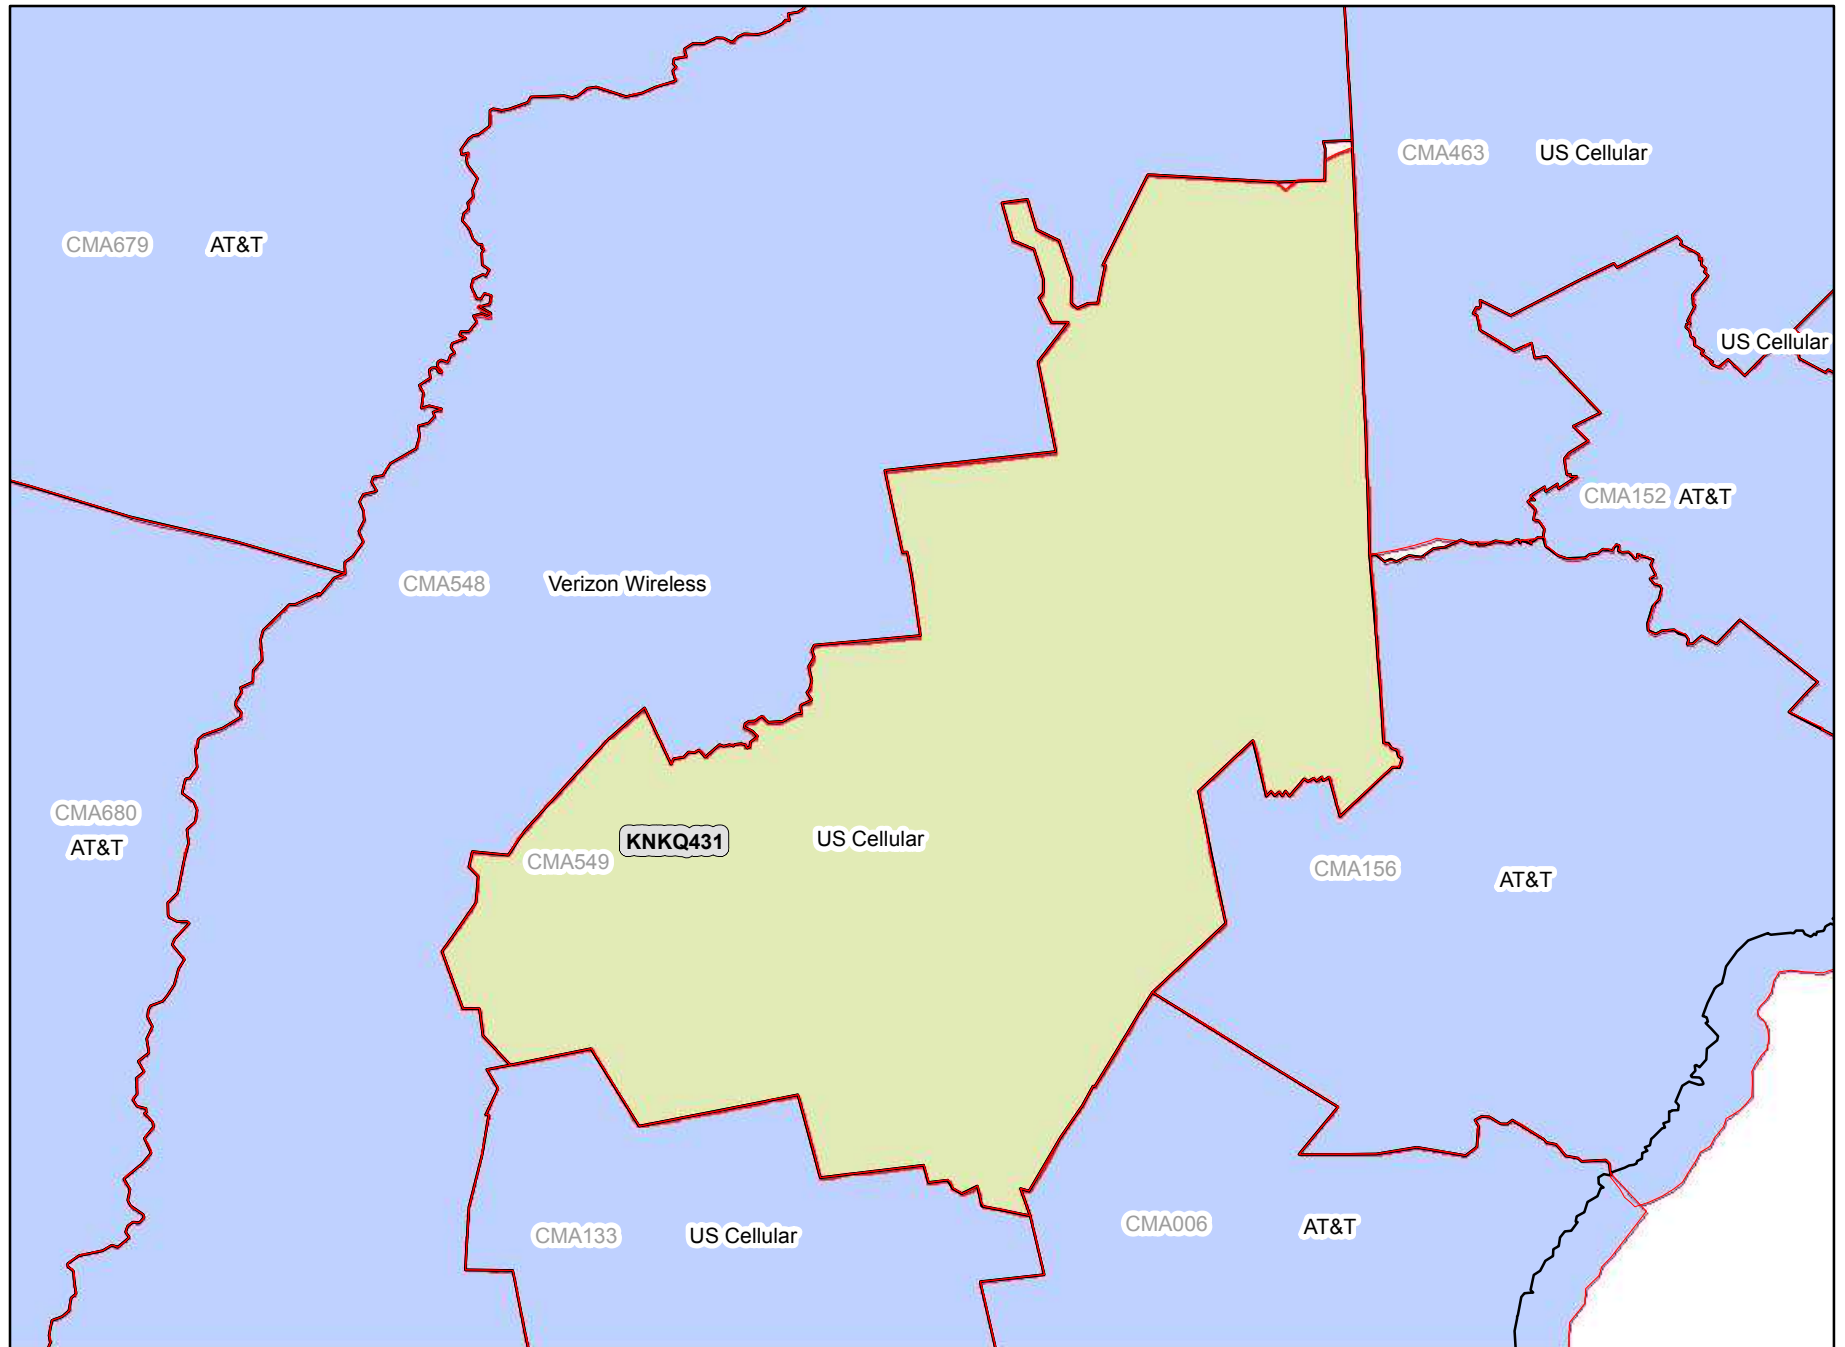 CMA463 US Cellular
CMA679 AT&T
US Cellular
CMA152 AT&T
CMA548 Verizon Wireless
CMA680
AT&T
KNKQ431
US Cellular
CMA549
CMA156
AT&T
CMA133 US Cellular
CMA006 AT&T